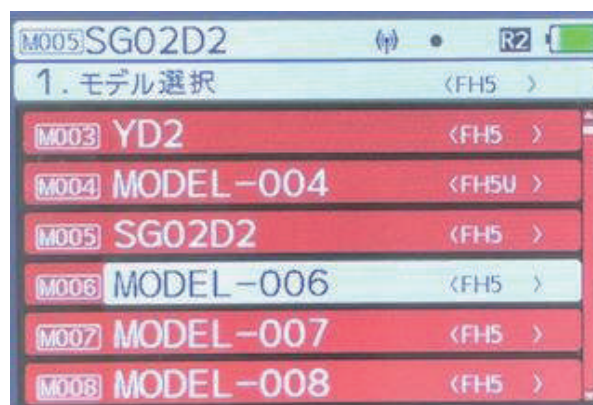 M005 SG02D2 R2
1.モデル選択 <FH5 >
M003 YD2 <FH5 >
M004 MODEL-004 <FH5U >
M005 SG02D2 <FH5 >
M006 MODEL-006 <FH5 >
M007 MODEL-007 <FH5 >
M008 MODEL-008 <FH5 >